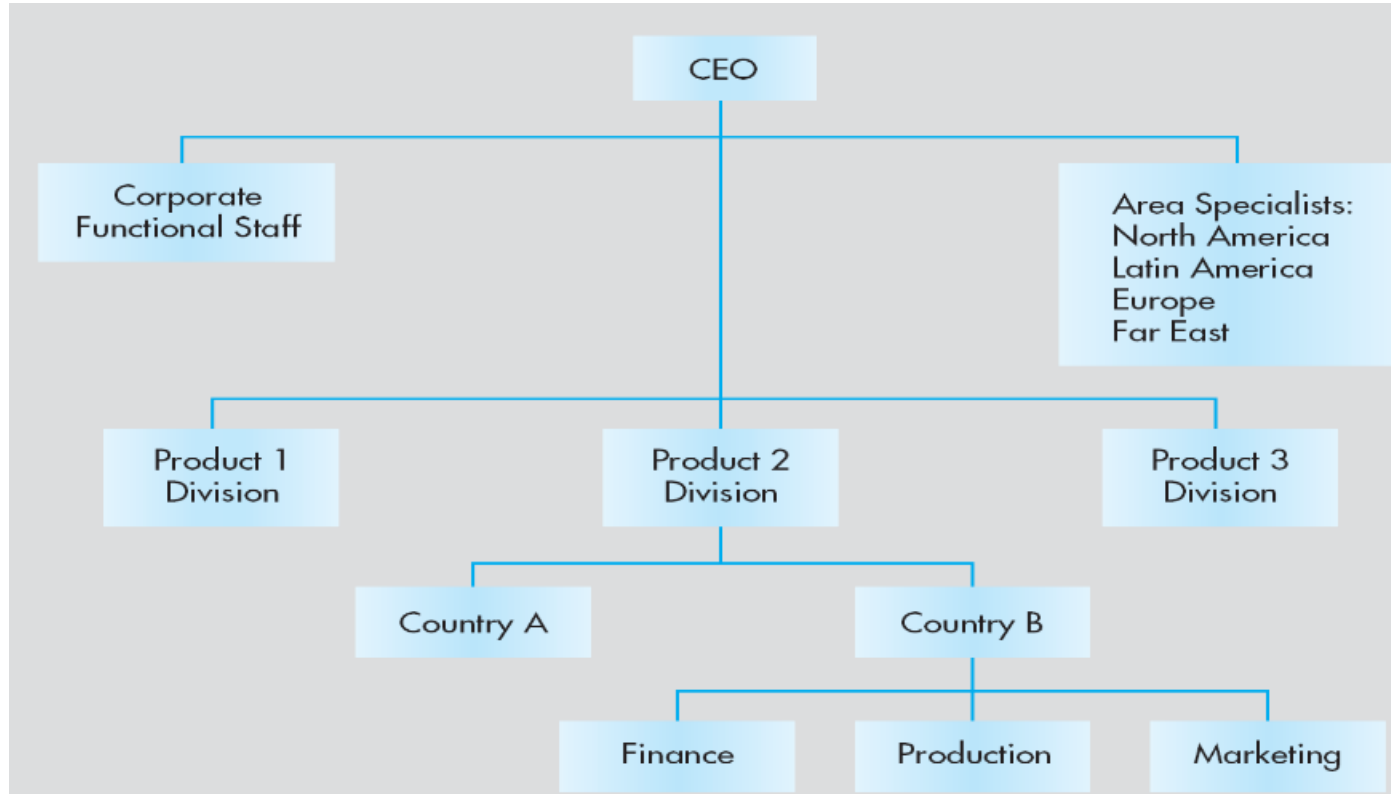 CEO
Corporate
Functional Staff
Area Specialists:
North America
Latin America
Europe
Far East
Product 1
Division
Product 2
Division
Product 3
Division
Country A
Country B
Finance
Production
Marketing